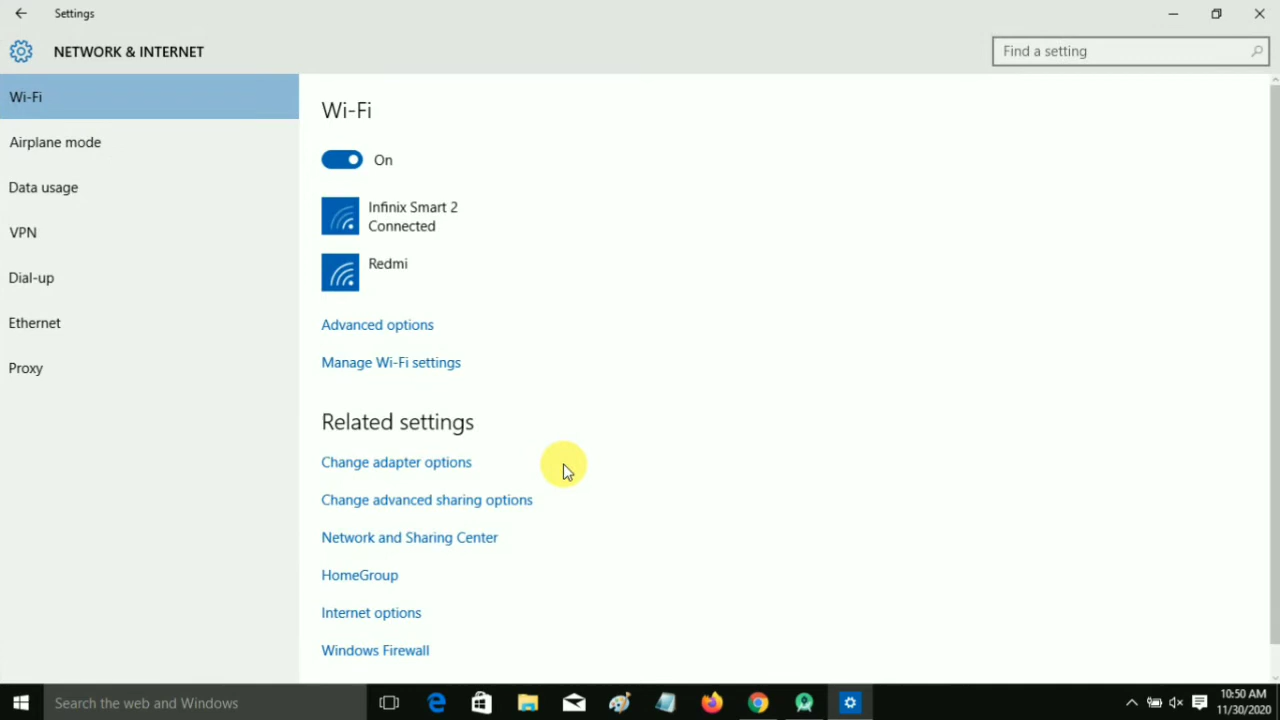 Settings
NETWORK & INTERNET
Find a setting
Wi-Fi
Airplane mode
Data usage
VPN
Dial-up
Ethernet
Proxy
Wi-Fi
On
Infinix Smart 2
Connected
Redmi
Advanced options
Manage Wi-Fi settings
Related settings
Change adapter options
Change advanced sharing options
Network and Sharing Center
HomeGroup
Internet options
Windows Firewall
Search the web and Windows
10:50 AM
11/30/2020